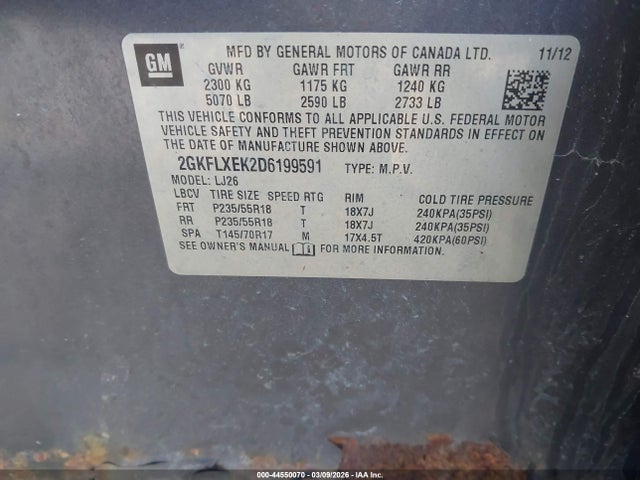 GM
MFD BY GENERAL MOTORS OF CANADA LTD. 11/12
GVWR GAWR FRT GAWR RR
2300 KG 1175 KG 1240 KG
5070 LB 2590 LB 2733 LB
THIS VEHICLE CONFORMS TO ALL APPLICABLE U.S. FEDERAL MOTOR
VEHICLE SAFETY AND THEFT PREVENTION STANDARDS IN EFFECT ON
THE DATE OF MANUFACTURE SHOWN ABOVE.
2GKFLXEK2D6199591 TYPE: M.P.V.
MODEL: LJ26
LBCV TIRE SIZE SPEED RTG RIM COLD TIRE PRESSURE
FRT P235/55R18 T 18X7J 240KPA(35PSI)
RR P235/55R18 T 18X7J 240KPA(35PSI)
SPA T145/70R17 M 17X4.5T 420KPA(60PSI)
SEE OWNER'S MANUAL FOR MORE INFORMATION.
000-44550070 - 03/09/2026 - IAA Inc.